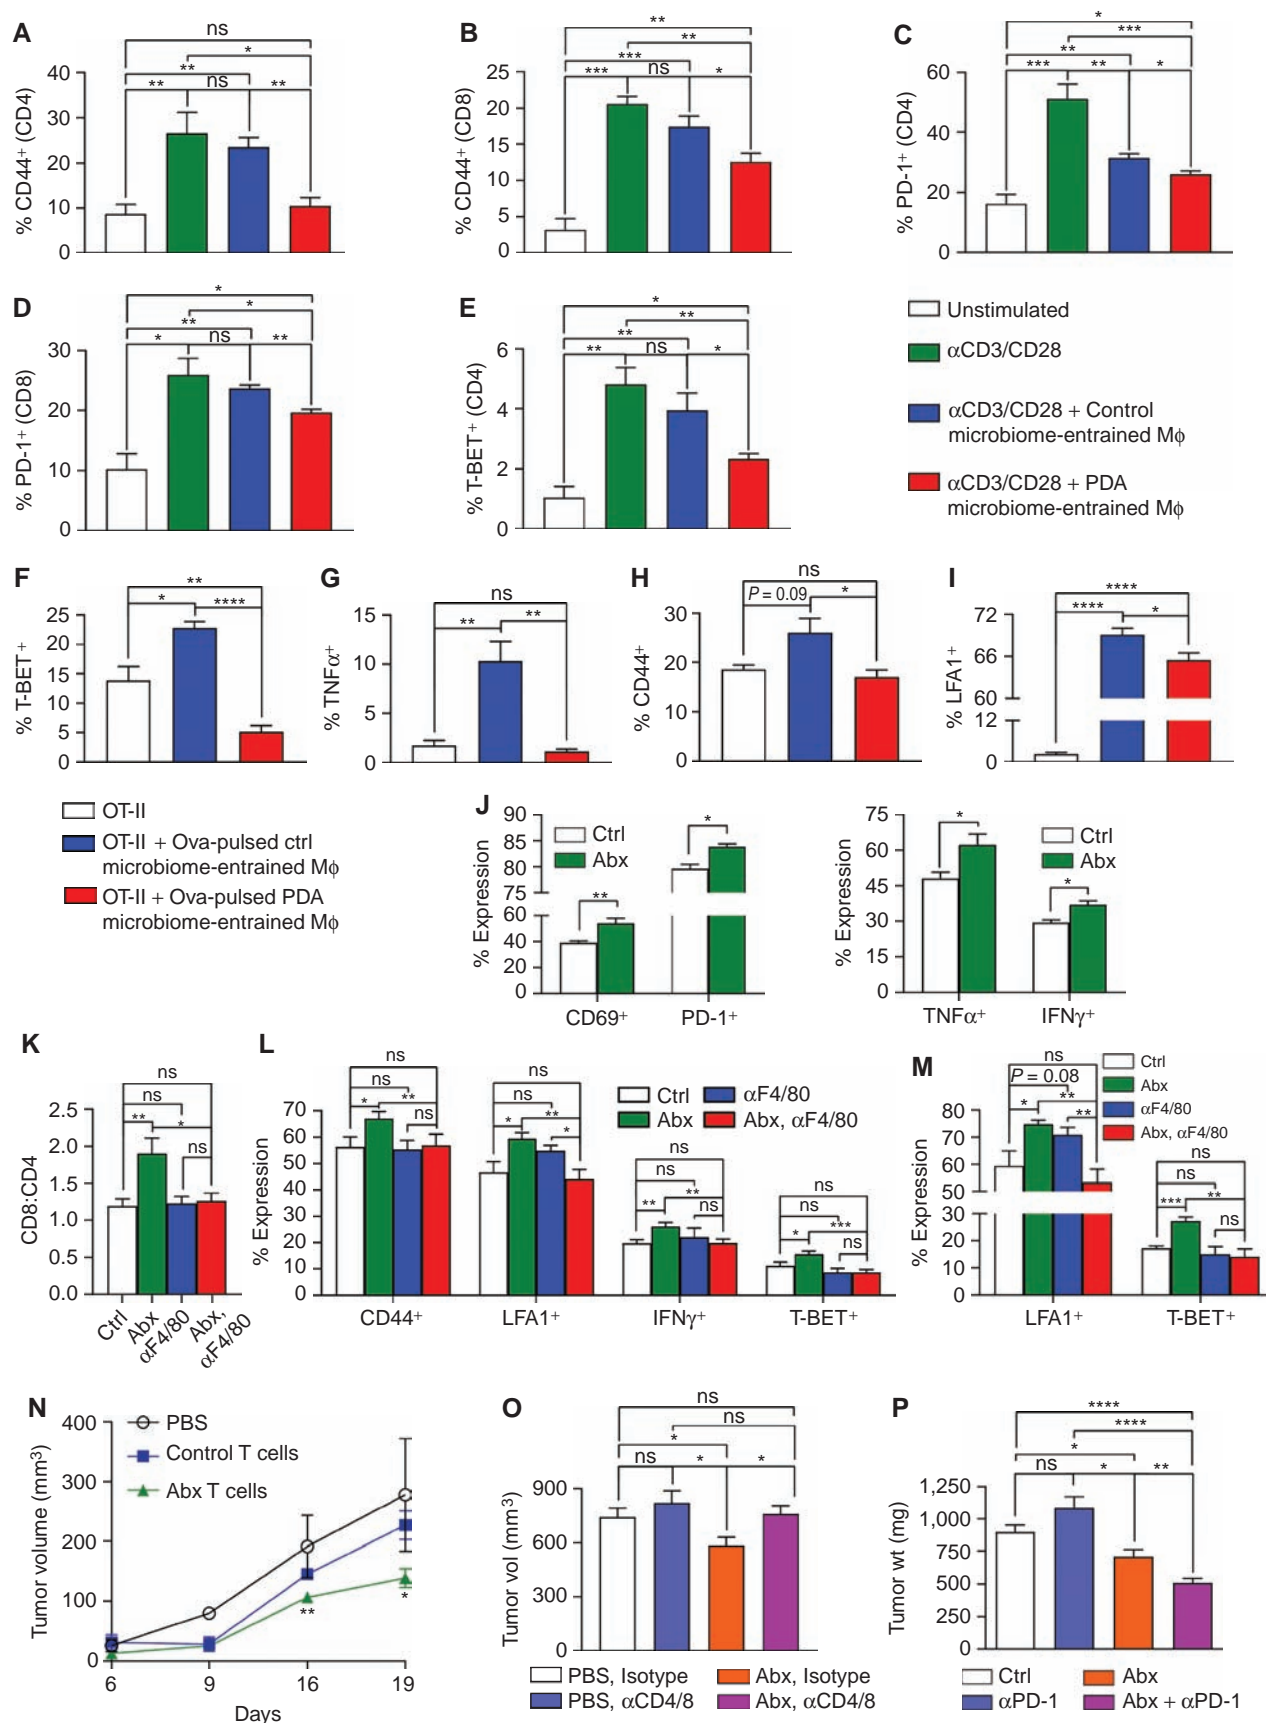 A
ns
*
**
** ns **
40
30
20
10
0
% CD44+ (CD4)
B
**
**
***
*** ns *
25
20
15
10
5
0
% CD44+ (CD8)
C
*
***
**
*** ** *
60
40
20
0
% PD-1+ (CD4)
D
*
*
**
* ns **
30
20
10
0
% PD-1+ (CD8)
E
*
**
**
** ns *
6
4
2
0
% T-BET+ (CD4)
Unstimulated
αCD3/CD28
αCD3/CD28 + Control
microbiome-entrained Mϕ
αCD3/CD28 + PDA
microbiome-entrained Mϕ
F
**
* ****
25
20
15
10
5
0
% T-BET+
G
ns
** **
15
10
5
0
% TNFα+
H
ns
P = 0.09 *
30
20
10
0
% CD44+
I
****
**** *
72
66
60
12
0
% LFA1+
OT-II
OT-II + Ova-pulsed ctrl
microbiome-entrained Mϕ
OT-II + Ova-pulsed PDA
microbiome-entrained Mϕ
J
90
85
80
75
60
40
20
0
% Expression
Ctrl
Abx
**
*
CD69+ PD-1+
75
60
45
30
15
0
% Expression
Ctrl
Abx
*
*
TNFα+ IFNγ+
K
ns
ns
** *
ns
2.5
2.0
1.5
1.0
0.5
0.0
CD8:CD4
Ctrl
Abx
αF4/80
Abx,
αF4/80
L
Ctrl
Abx
αF4/80
Abx, αF4/80
70
60
50
40
30
20
10
0
% Expression
ns
ns
* **
ns
ns
ns
* **
*
ns
ns
** **
ns
ns
ns
* ***
ns
CD44+ LFA1+ IFNγ+ T-BET+
M
Ctrl
Abx
αF4/80
Abx, αF4/80
80
70
60
50
30
20
10
0
% Expression
ns
P = 0.08
* **
**
ns
ns
*** **
ns
LFA1+ T-BET+
N
400
300
200
100
0
Tumor volume (mm3)
PBS
Control T cells
Abx T cells
**
*
6 9 16 19
Days
O
ns
ns
*
ns * *
900
600
300
0
Tumor vol (mm3)
PBS, Isotype
PBS, αCD4/8
Abx, Isotype
Abx, αCD4/8
P
****
****
*
ns * **
1,250
1,000
750
500
250
0
Tumor wt (mg)
Ctrl
αPD-1
Abx
Abx + αPD-1